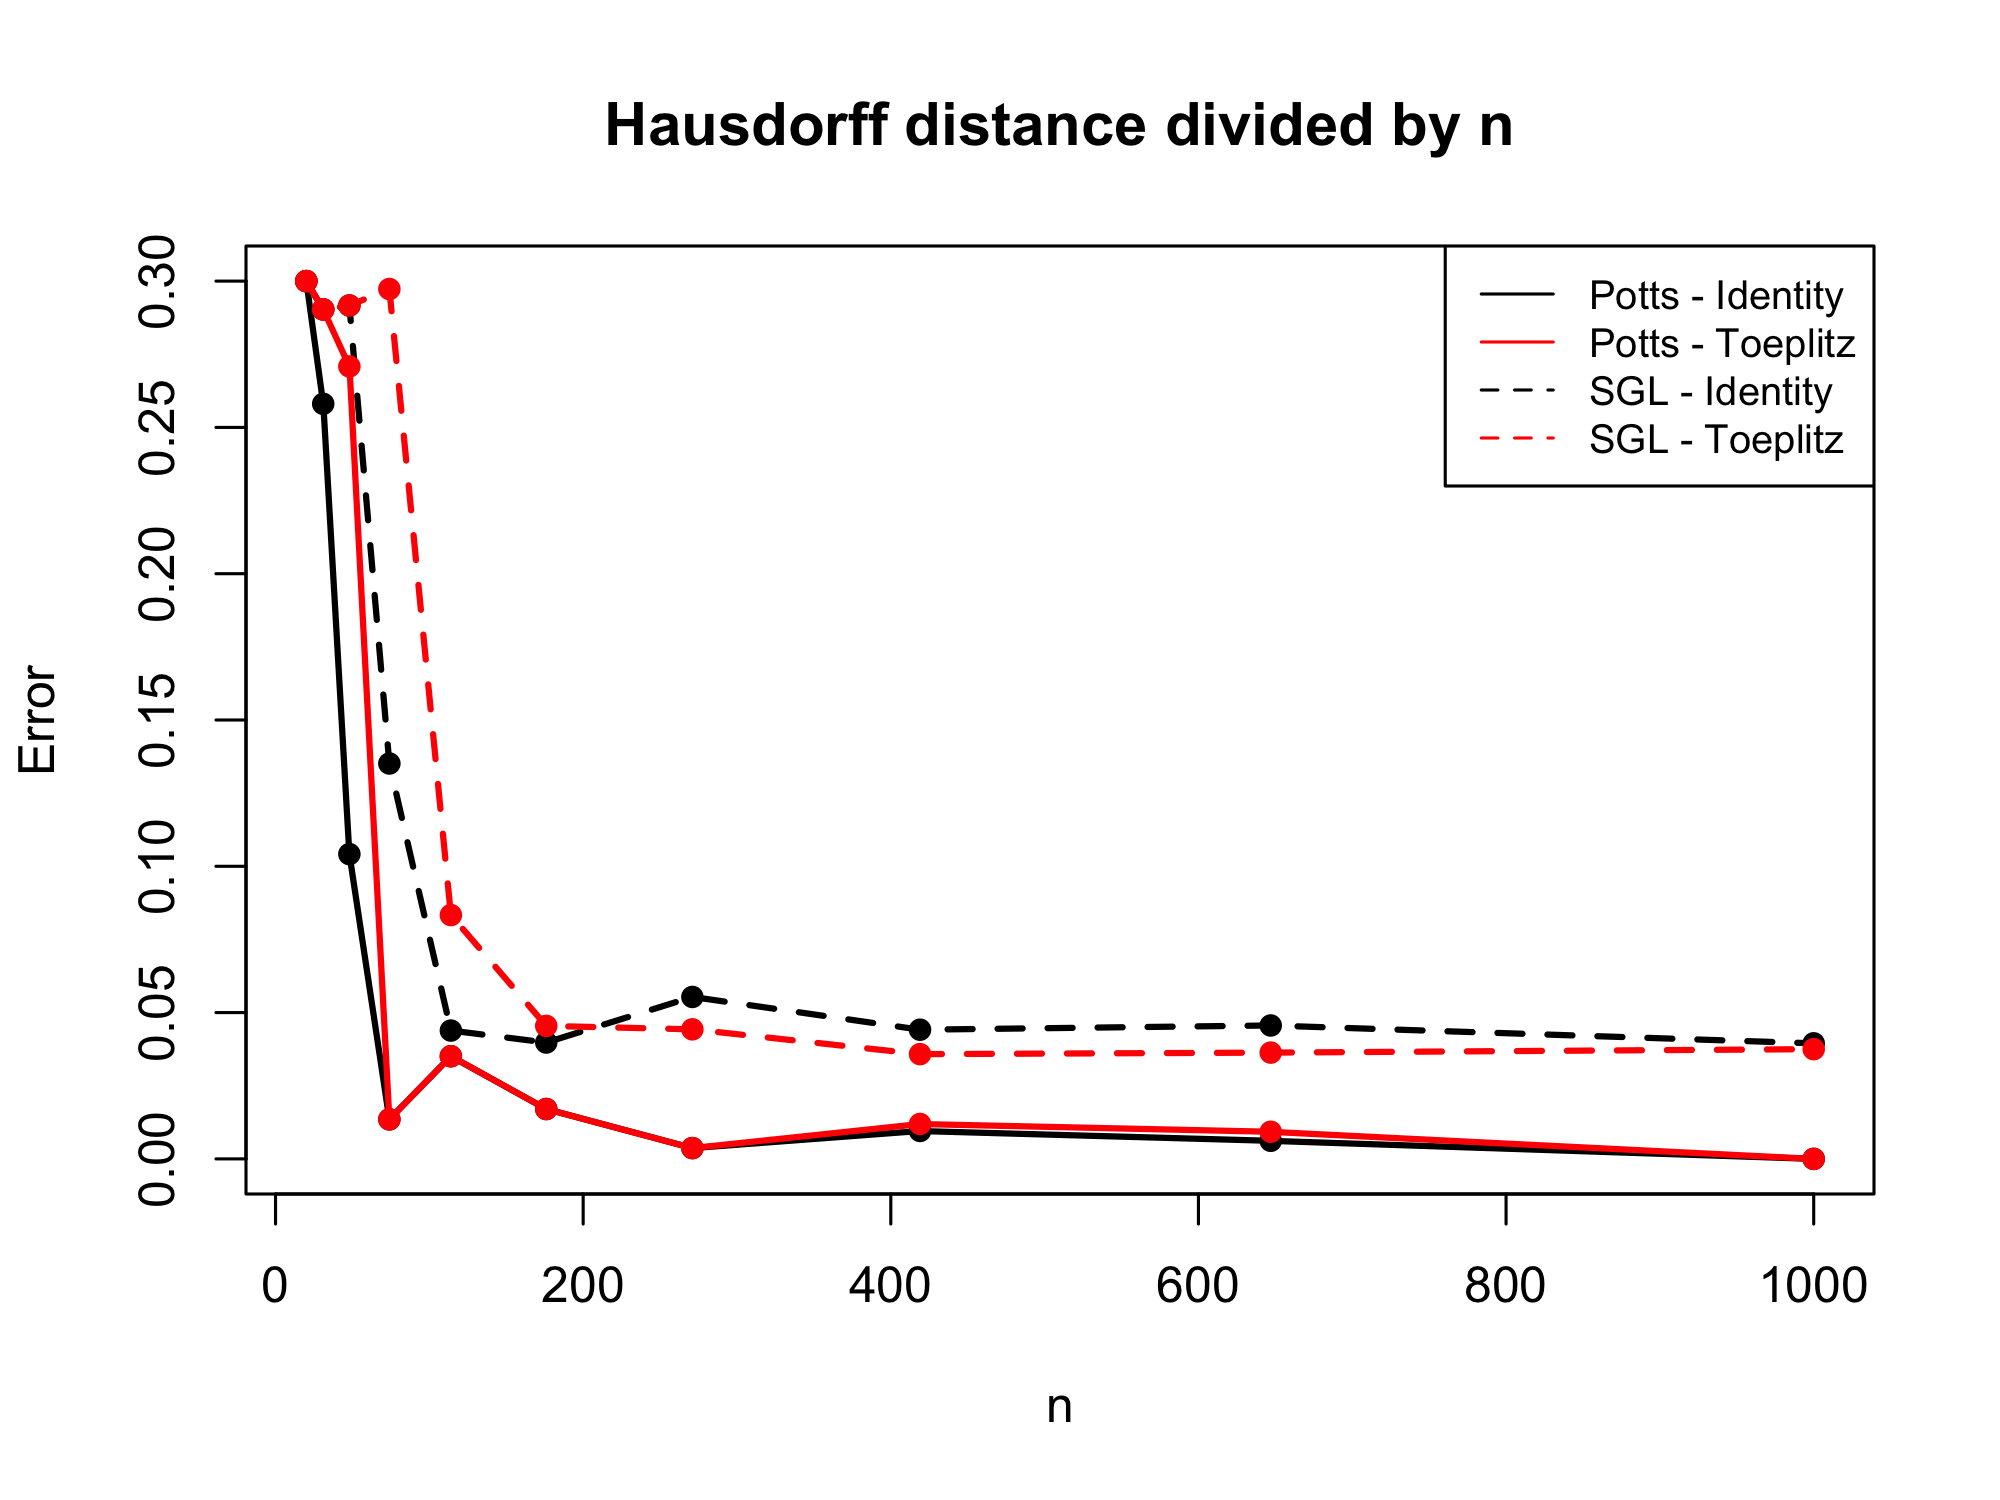 Hausdorff distance divided by n
Error
0.30
0.25
0.20
0.15
0.10
0.05
0.00
Potts - Identity
Potts - Toeplitz
SGL - Identity
SGL - Toeplitz
0 200 400 600 800 1000
n